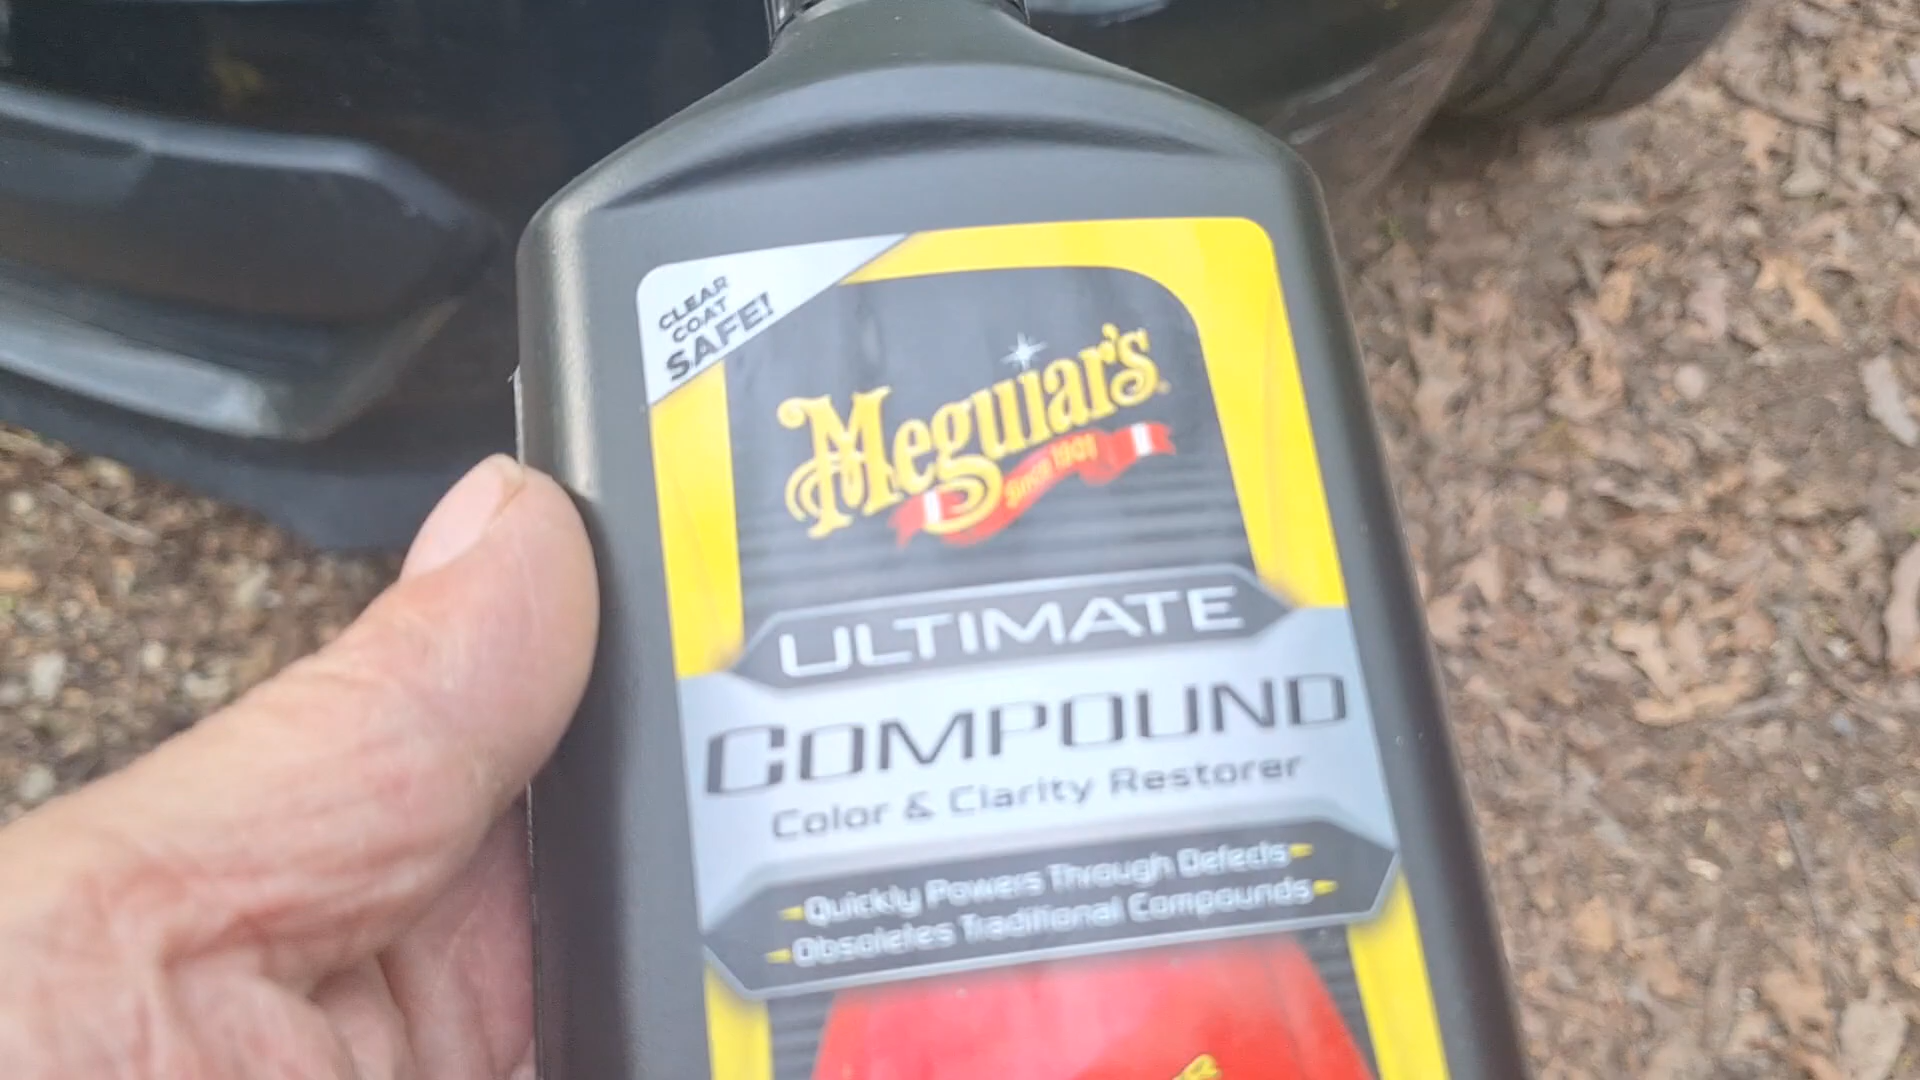 CLEAR
COAT
SAFE!
Meguiar's
Since 1901
ULTIMATE
COMPOUND
Color & Clarity Restorer
Quickly Powers Through Defects
Obsoletes Traditional Compounds